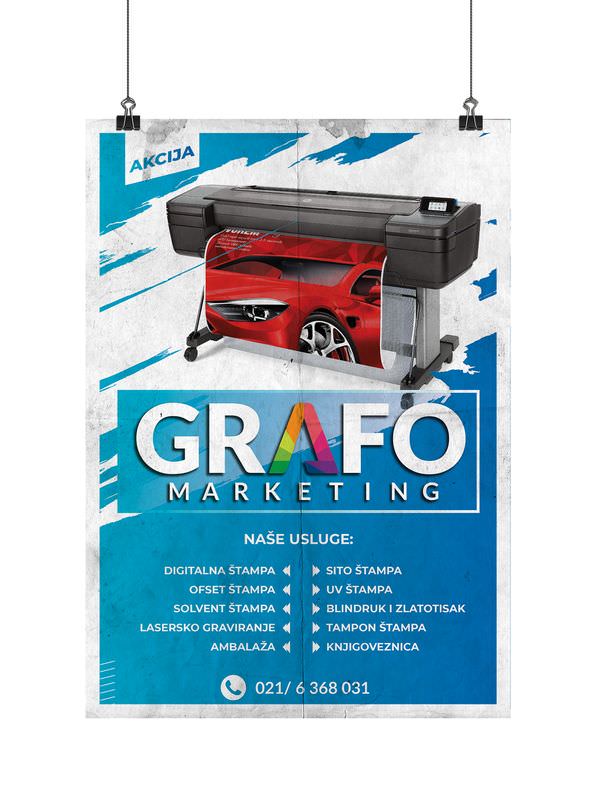 AKCIJA
GRAFO
MARKETING
NAŠE USLUGE:
DIGITALNA ŠTAMPA
SITO ŠTAMPA
OFSET ŠTAMPA
UV ŠTAMPA
SOLVENT ŠTAMPA
BLINDRUK I ZLATOTISAK
LASERSKO GRAVIRANJE
TAMPON ŠTAMPA
AMBALAŽA
KNJIGOVEZNICA
021/ 6 368 031